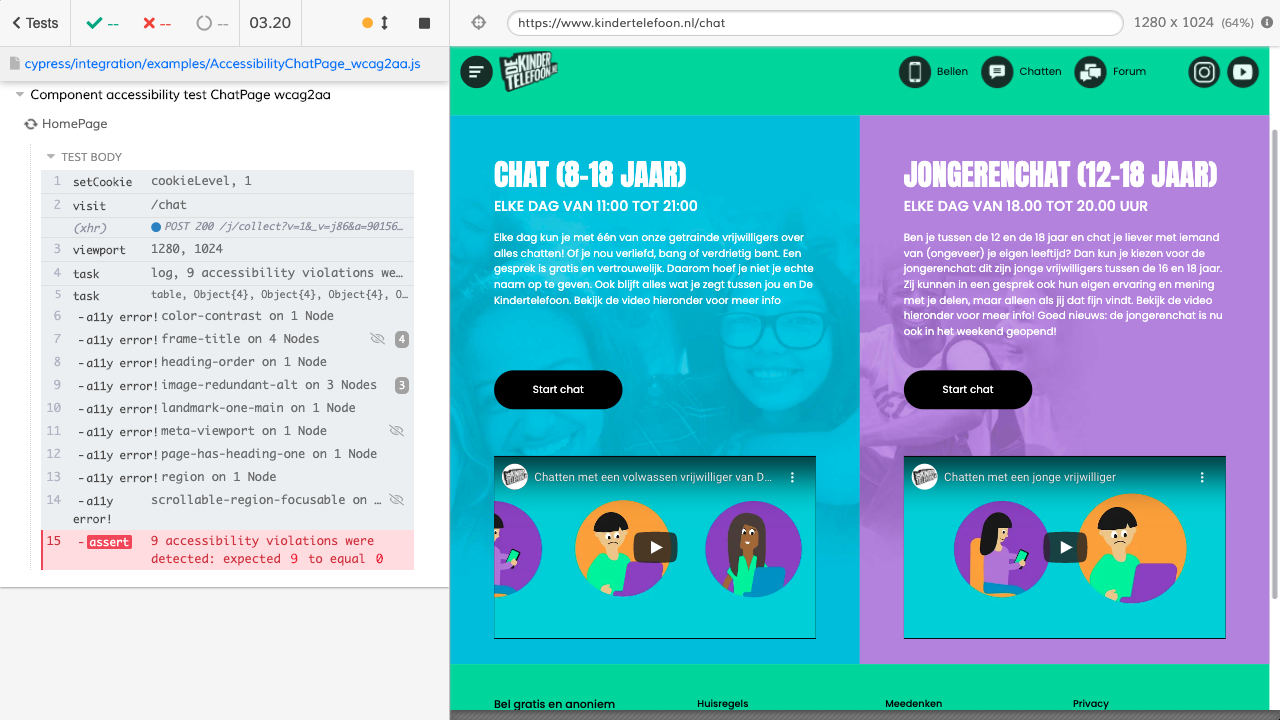 Tests
--
--
--
03.20
https://www.kindertelefoon.nl/chat
1280 x 1024 (64%)
cypress/integration/examples/AccessibilityChatPage_wcag2aa.js
Component accessibility test ChatPage wcag2aa
HomePage
TEST BODY
1 setCookie cookieLevel, 1
2 visit /chat
(xhr) POST 200 /j/collect?v=1&_v=j86&a=90156…
3 viewport 1280, 1024
4 task log, 9 accessibility violations we…
5 task table, Object{4}, Object{4}, Object{4}, O…
6 -a11y error! color-contrast on 1 Node
7 -a11y error! frame-title on 4 Nodes 4
8 -a11y error! heading-order on 1 Node
9 -a11y error! image-redundant-alt on 3 Nodes 3
10 -a11y error! landmark-one-main on 1 Node
11 -a11y error! meta-viewport on 1 Node
12 -a11y error! page-has-heading-one on 1 Node
13 -a11y error! region on 1 Node
14 -a11y scrollable-region-focusable on …
error!
15 -assert 9 accessibility violations were
detected: expected 9 to equal 0
DE KINDER
TELEFOON.NL
Bellen
Chatten
Forum
CHAT (8-18 JAAR)
ELKE DAG VAN 11:00 TOT 21:00
Elke dag kun je met één van onze getrainde vrijwilligers over
alles chatten! Of je nou verliefd, bang of verdrietig bent. Een
gesprek is gratis en vertrouwelijk. Daarom hoef je niet je echte
naam op te geven. Ook blijft alles wat je zegt tussen jou en De
Kindertelefoon. Bekijk de video hieronder voor meer info
Start chat
Chatten met een volwassen vrijwilliger van D…
JONGERENCHAT (12-18 JAAR)
ELKE DAG VAN 18.00 TOT 20.00 UUR
Ben je tussen de 12 en de 18 jaar en chat je liever met iemand
van (ongeveer) je eigen leeftijd? Dan kun je kiezen voor de
jongerenchat: dit zijn jonge vrijwilligers tussen de 16 en 18 jaar.
Zij kunnen in een gesprek ook hun eigen ervaring en mening
met je delen, maar alleen als jij dat fijn vindt. Bekijk de video
hieronder voor meer info! Goed nieuws: de jongerenchat is nu
ook in het weekend geopend!
Start chat
Chatten met een jonge vrijwilliger
Bel gratis en anoniem
Huisregels
Meedenken
Privacy